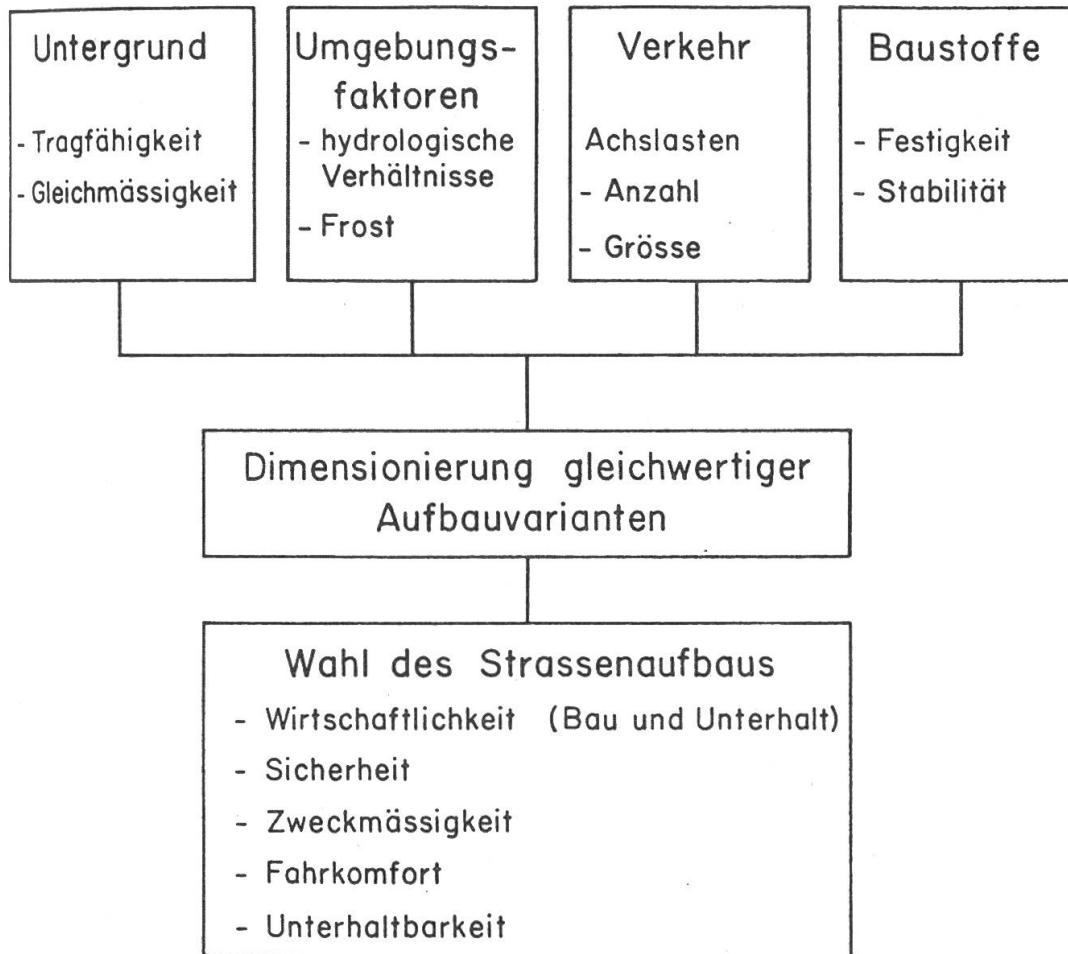 Untergrund
- Tragfähigkeit
- Gleichmässigkeit
Umgebungs-
faktoren
- hydrologische
Verhältnisse
- Frost
Verkehr
Achslasten
- Anzahl
- Grösse
Baustoffe
- Festigkeit
- Stabilität
Dimensionierung gleichwertiger
Aufbauvarianten
Wahl des Strassenaufbaus
- Wirtschaftlichkeit (Bau und Unterhalt)
- Sicherheit
- Zweckmässigkeit
- Fahrkomfort
- Unterhaltbarkeit